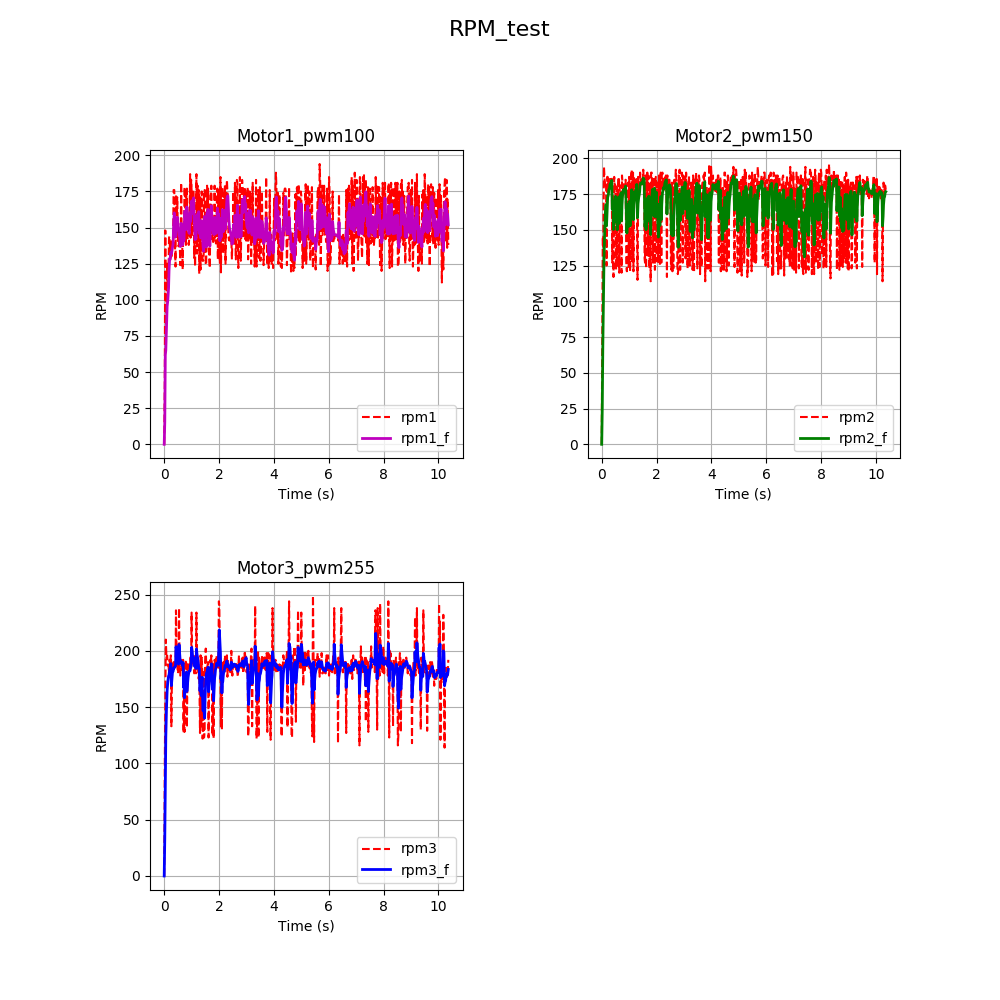 RPM_test
Motor1_pwm100
200
175
150
125
100
75
50
25
0
RPM
rpm1
rpm1_f
0 2 4 6 8 10
Time (s)
Motor2_pwm150
200
175
150
125
100
75
50
25
0
RPM
rpm2
rpm2_f
0 2 4 6 8 10
Time (s)
Motor3_pwm255
250
200
150
100
50
0
RPM
rpm3
rpm3_f
0 2 4 6 8 10
Time (s)